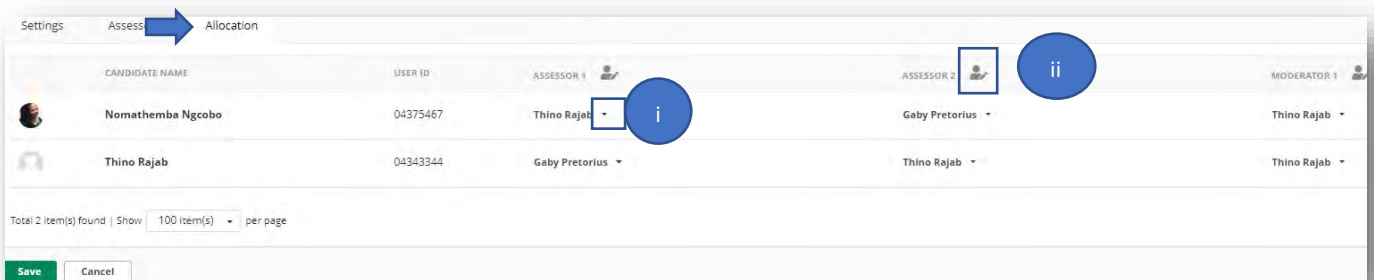 Settings Assess Allocation
CANDIDATE NAME USER ID ASSESSOR 1 ASSESSOR 2 ii MODERATOR 1
Nomathemba Ngcobo 04375467 Thino Rajab i Gaby Pretorius Thino Rajab
Thino Rajab 04343344 Gaby Pretorius Thino Rajab Thino Rajab
Total 2 item(s) found | Show 100 item(s) per page
Save Cancel